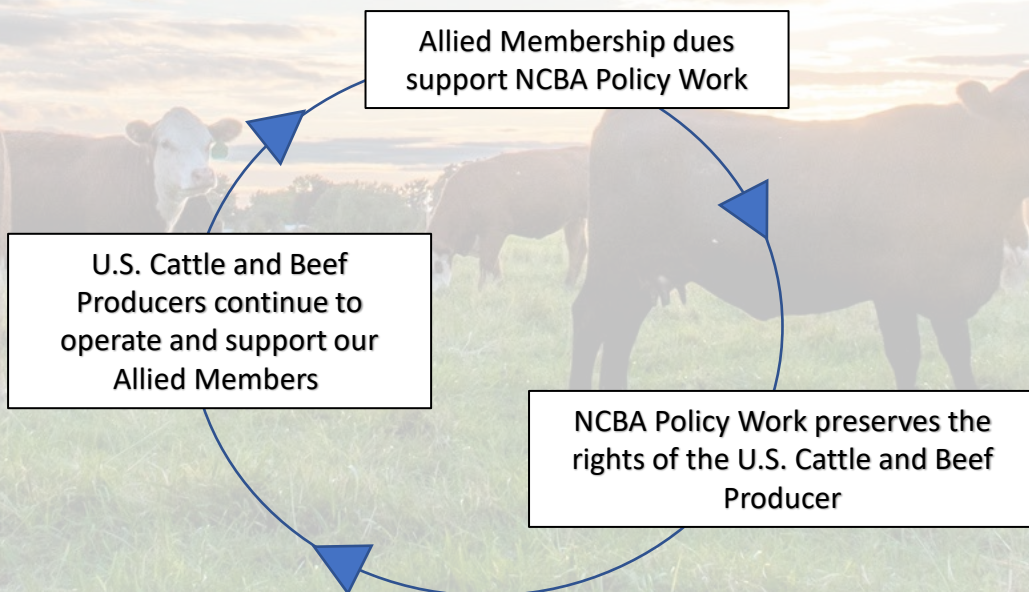 Allied Membership dues
support NCBA Policy Work
U.S. Cattle and Beef
Producers continue to
operate and support our
Allied Members
NCBA Policy Work preserves the
rights of the U.S. Cattle and Beef
Producer